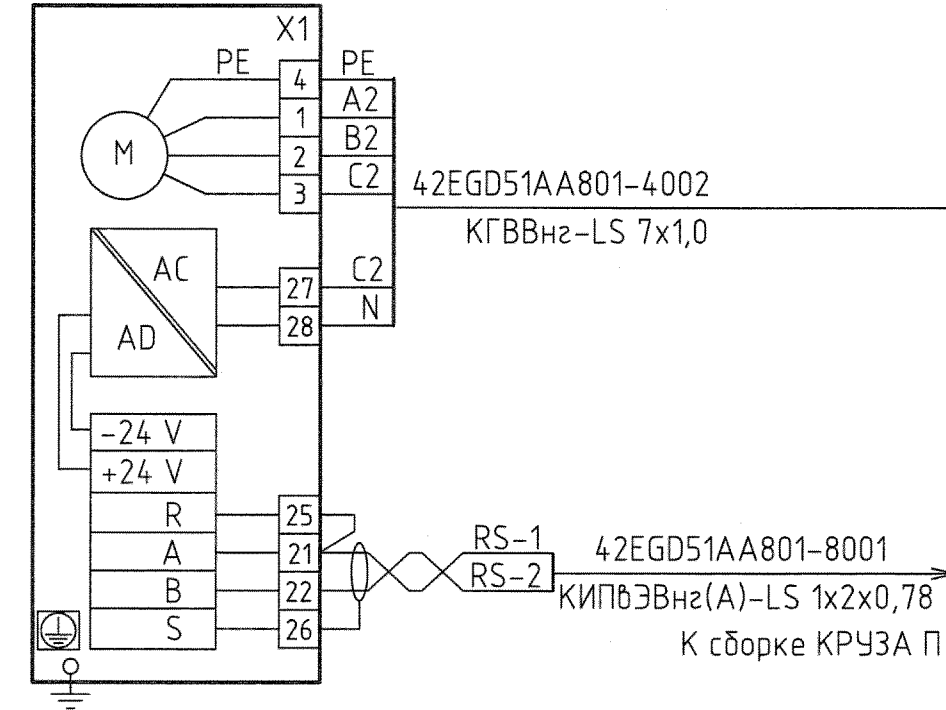 X1
PE
4
PE
1
A2
M
2
B2
3
C2
42EGD51AA801-4002
КГВВнг-LS 7х1,0
AC
27
C2
AD
28
N
-24 V
+24 V
R
25
A
21
RS-1
42EGD51AA801-8001
B
22
RS-2
КИПвЭВнг(А)-LS 1х2х0,78
S
26
К сборке КРУЗА П